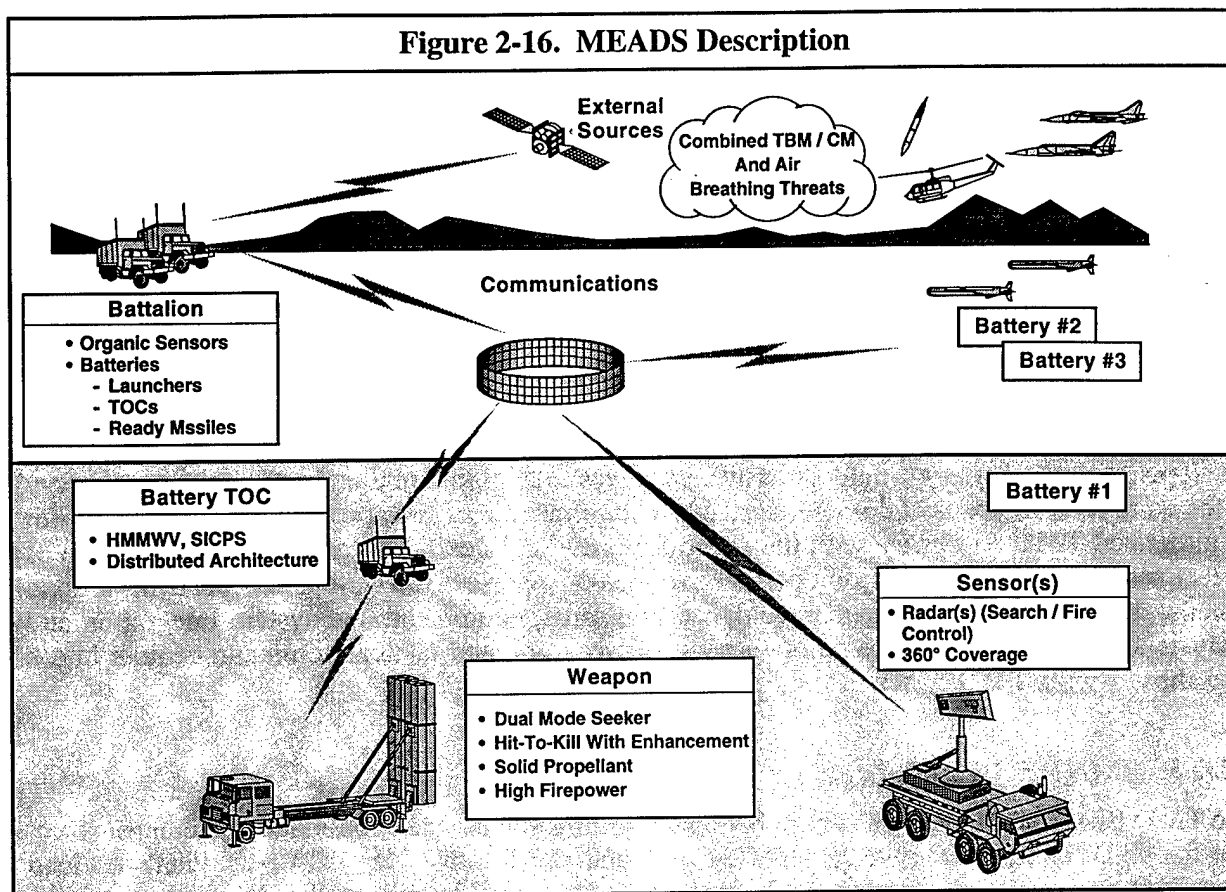 Figure 2-16. MEADS Description
External
Sources
Combined TBM / CM
And Air
Breathing Threats
Communications
Battalion
• Organic Sensors
• Batteries
- Launchers
- TOCs
- Ready Mssiles
Battery #2
Battery #3
Battery TOC
• HMMWV, SICPS
• Distributed Architecture
Battery #1
Sensor(s)
• Radar(s) (Search / Fire
Control)
• 360° Coverage
Weapon
• Dual Mode Seeker
• Hit-To-Kill With Enhancement
• Solid Propellant
• High Firepower